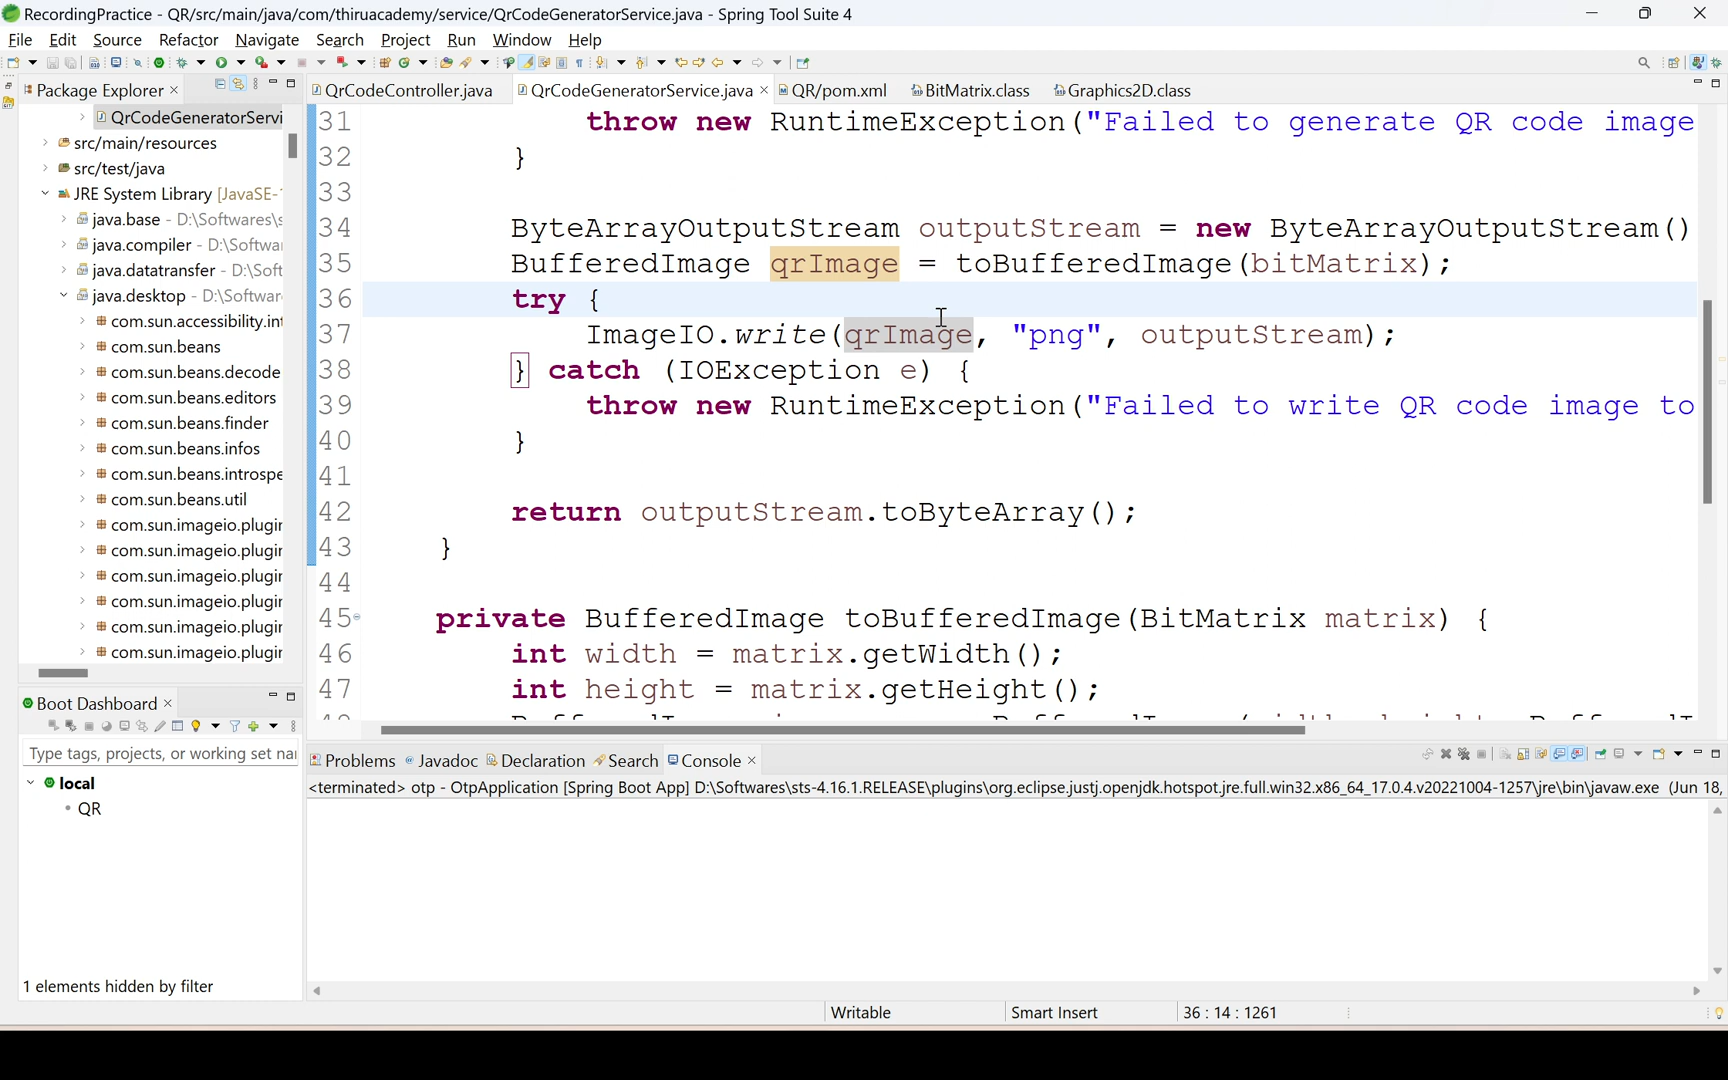 RecordingPractice - QR/src/main/java/com/thiruacademy/service/QrCodeGeneratorService.java - Spring Tool Suite 4
File Edit Source Refactor Navigate Search Project Run Window Help
Package Explorer
QrCodeController.java QrCodeGeneratorService.java QR/pom.xml BitMatrix.class Graphics2D.class
QrCodeGeneratorServi
src/main/resources
src/test/java
JRE System Library [JavaSE-
java.base - D:\Softwares\s
java.compiler - D:\Softwar
java.datatransfer - D:\Soft
java.desktop - D:\Softwar
com.sun.accessibility.int
com.sun.beans
com.sun.beans.decode
com.sun.beans.editors
com.sun.beans.finder
com.sun.beans.infos
com.sun.beans.introspe
com.sun.beans.util
com.sun.imageio.plugin
com.sun.imageio.plugin
com.sun.imageio.plugin
com.sun.imageio.plugin
com.sun.imageio.plugin
com.sun.imageio.plugin
31 throw new RuntimeException("Failed to generate QR code image
32 }
33
34 ByteArrayOutputStream outputStream = new ByteArrayOutputStream()
35 BufferedImage qrImage = toBufferedImage(bitMatrix);
36 try {
37 ImageIO.write(qrImage, "png", outputStream);
38 } catch (IOException e) {
39 throw new RuntimeException("Failed to write QR code image to
40 }
41
42 return outputStream.toByteArray();
43 }
44
45 private BufferedImage toBufferedImage(BitMatrix matrix) {
46 int width = matrix.getWidth();
47 int height = matrix.getHeight();
Boot Dashboard
Type tags, projects, or working set nar
local
QR
1 elements hidden by filter
Problems Javadoc Declaration Search Console
<terminated> otp - OtpApplication [Spring Boot App] D:\Softwares\sts-4.16.1.RELEASE\plugins\org.eclipse.justj.openjdk.hotspot.jre.full.win32.x86_64_17.0.4.v20221004-1257\jre\bin\javaw.exe (Jun 18,
Writable Smart Insert 36 : 14 : 1261